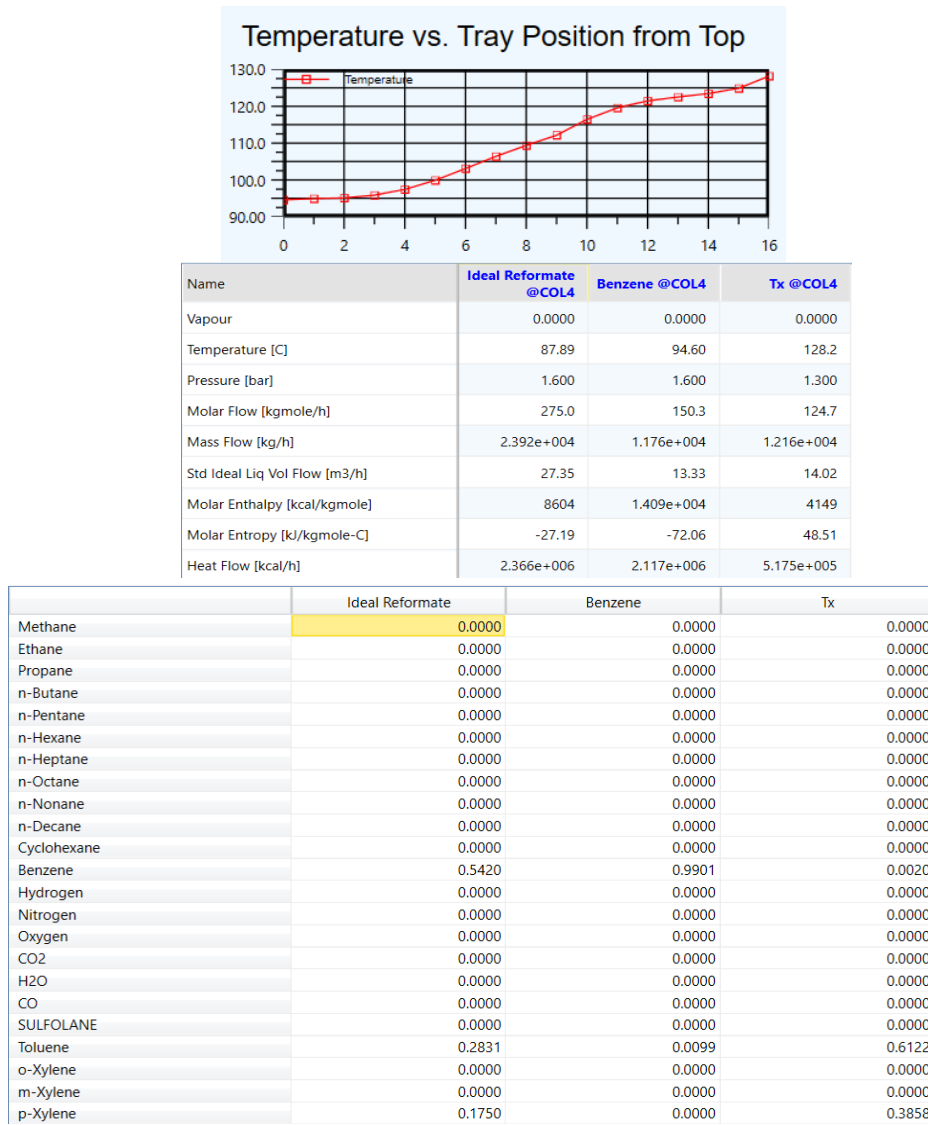 Temperature vs. Tray Position from Top
130.0
Temperature
120.0
110.0
100.0
90.00
0 2 4 6 8 10 12 14 16
Name Ideal Reformate @COL4 Benzene @COL4 Tx @COL4
Vapour 0.0000 0.0000 0.0000
Temperature [C] 87.89 94.60 128.2
Pressure [bar] 1.600 1.600 1.300
Molar Flow [kgmole/h] 275.0 150.3 124.7
Mass Flow [kg/h] 2.392e+004 1.176e+004 1.216e+004
Std Ideal Liq Vol Flow [m3/h] 27.35 13.33 14.02
Molar Enthalpy [kcal/kgmole] 8604 1.409e+004 4149
Molar Entropy [kJ/kgmole-C] -27.19 -72.06 48.51
Heat Flow [kcal/h] 2.366e+006 2.117e+006 5.175e+005
Ideal Reformate Benzene Tx
Methane 0.0000 0.0000 0.0000
Ethane 0.0000 0.0000 0.0000
Propane 0.0000 0.0000 0.0000
n-Butane 0.0000 0.0000 0.0000
n-Pentane 0.0000 0.0000 0.0000
n-Hexane 0.0000 0.0000 0.0000
n-Heptane 0.0000 0.0000 0.0000
n-Octane 0.0000 0.0000 0.0000
n-Nonane 0.0000 0.0000 0.0000
n-Decane 0.0000 0.0000 0.0000
Cyclohexane 0.0000 0.0000 0.0000
Benzene 0.5420 0.9901 0.0020
Hydrogen 0.0000 0.0000 0.0000
Nitrogen 0.0000 0.0000 0.0000
Oxygen 0.0000 0.0000 0.0000
CO2 0.0000 0.0000 0.0000
H2O 0.0000 0.0000 0.0000
CO 0.0000 0.0000 0.0000
SULFOLANE 0.0000 0.0000 0.0000
Toluene 0.2831 0.0099 0.6122
o-Xylene 0.0000 0.0000 0.0000
m-Xylene 0.0000 0.0000 0.0000
p-Xylene 0.1750 0.0000 0.3858